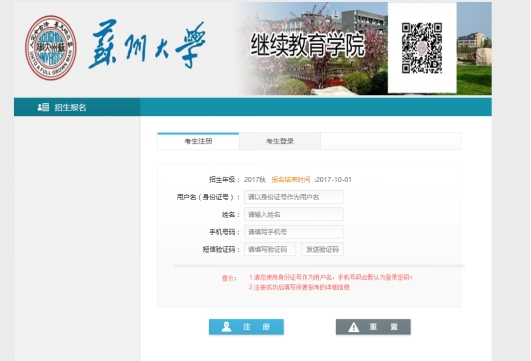 蘇州大學
继续教育学院
招生报名
考生注册 考生登录
招生年级： 2017秋 报名结束时间 :2017-10-01
用户名（身份证号）： 请以身份证号作为用户名
姓名： 请输入姓名
手机号码： 请填写手机号
短信验证码： 请填写验证码 发送验证码
提示： 1.请您使用身份证号作为用户名；手机号码会默认为登录密码！
2.注册成功后填写所要报考的详细信息
注 册 重 置